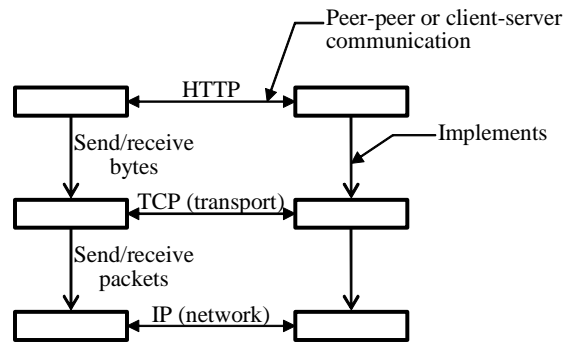 Peer-peer or client-server
communication
HTTP
Send/receive
bytes
Implements
TCP (transport)
Send/receive
packets
IP (network)